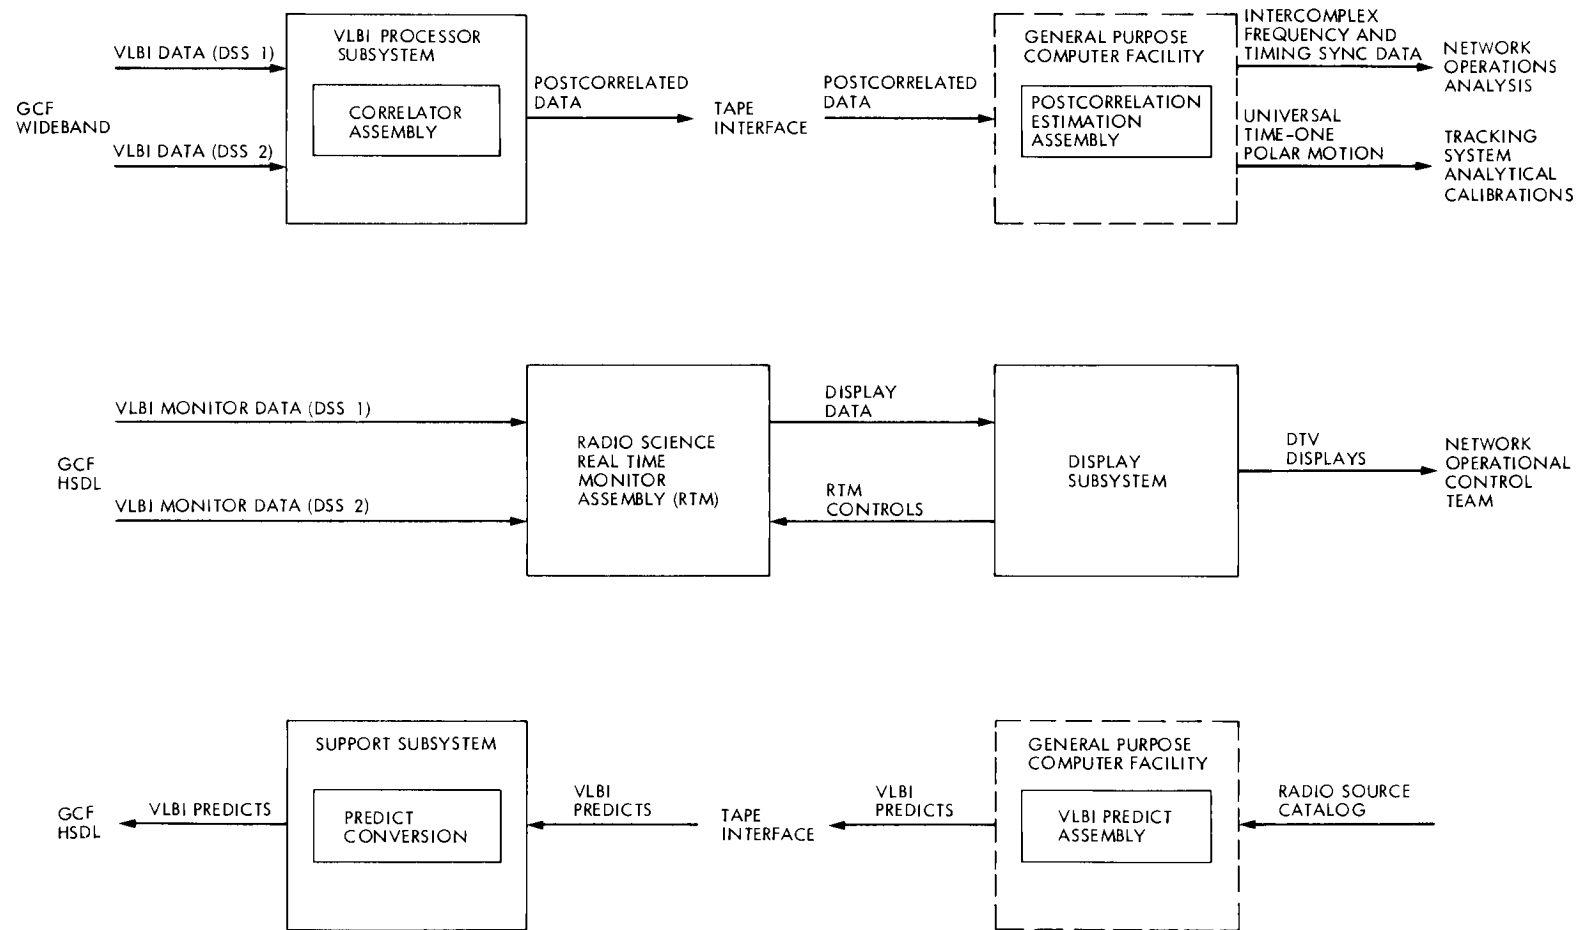 GCF
WIDEBAND
VLBI DATA (DSS 1)
VLBI DATA (DSS 2)
VLBI PROCESSOR
SUBSYSTEM
CORRELATOR
ASSEMBLY
POSTCORRELATED
DATA
TAPE
INTERFACE
POSTCORRELATED
DATA
GENERAL PURPOSE
COMPUTER FACILITY
POSTCORRELATION
ESTIMATION
ASSEMBLY
INTERCOMPLEX
FREQUENCY AND
TIMING SYNC DATA
NETWORK
OPERATIONS
ANALYSIS
UNIVERSAL
TIME-ONE
POLAR MOTION
TRACKING
SYSTEM
ANALYTICAL
CALIBRATIONS
GCF
HSDL
VLBI MONITOR DATA (DSS 1)
VLBI MONITOR DATA (DSS 2)
RADIO SCIENCE
REAL TIME
MONITOR
ASSEMBLY (RTM)
DISPLAY
DATA
RTM
CONTROLS
DISPLAY
SUBSYSTEM
DTV
DISPLAYS
NETWORK
OPERATIONAL
CONTROL
TEAM
GCF
HSDL
VLBI PREDICTS
SUPPORT SUBSYSTEM
PREDICT
CONVERSION
VLBI
PREDICTS
TAPE
INTERFACE
VLBI
PREDICTS
GENERAL PURPOSE
COMPUTER FACILITY
VLBI PREDICT
ASSEMBLY
RADIO SOURCE
CATALOG